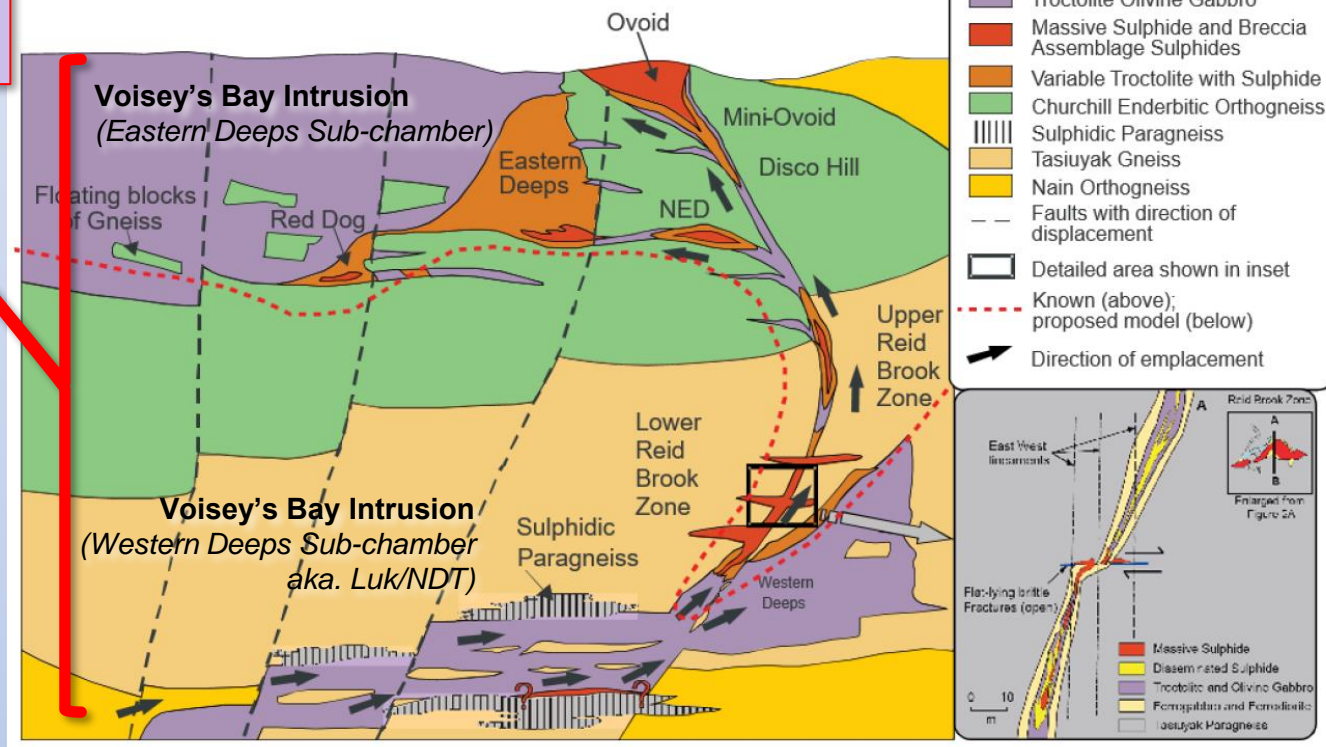 Ovoid
Voisey's Bay Intrusion
(Eastern Deeps Sub-chamber)
Mini-Ovoid
Disco Hill
Eastern
Deeps
Floating blocks
of Gneiss
Red Dog
NED
Upper
Reid
Brook
Zone
Lower
Reid
Brook
Zone
Voisey's Bay Intrusion
(Western Deeps Sub-chamber
aka. Luk/NDT)
Sulphidic
Paragneiss
Western
Deeps
?
?
Troctolite Olivine Gabbro
Massive Sulphide and Breccia
Assemblage Sulphides
Variable Troctolite with Sulphide
Churchill Enderbitic Orthogneiss
Sulphidic Paragneiss
Tasiuyak Gneiss
Nain Orthogneiss
Faults with direction of
displacement
Detailed area shown in inset
Known (above);
proposed model (below)
Direction of emplacement
A
Reid Brook Zone
A
B
Enlarged from
Figure 2A
East West
lineaments
Flat-lying brittle
Fractures (open)
Massive Sulphide
Disseminated Sulphide
Troctolite and Olivine Gabbro
Ferrogabbro and Ferrodiorite
Tasiuyak Paragneiss
0 10
m